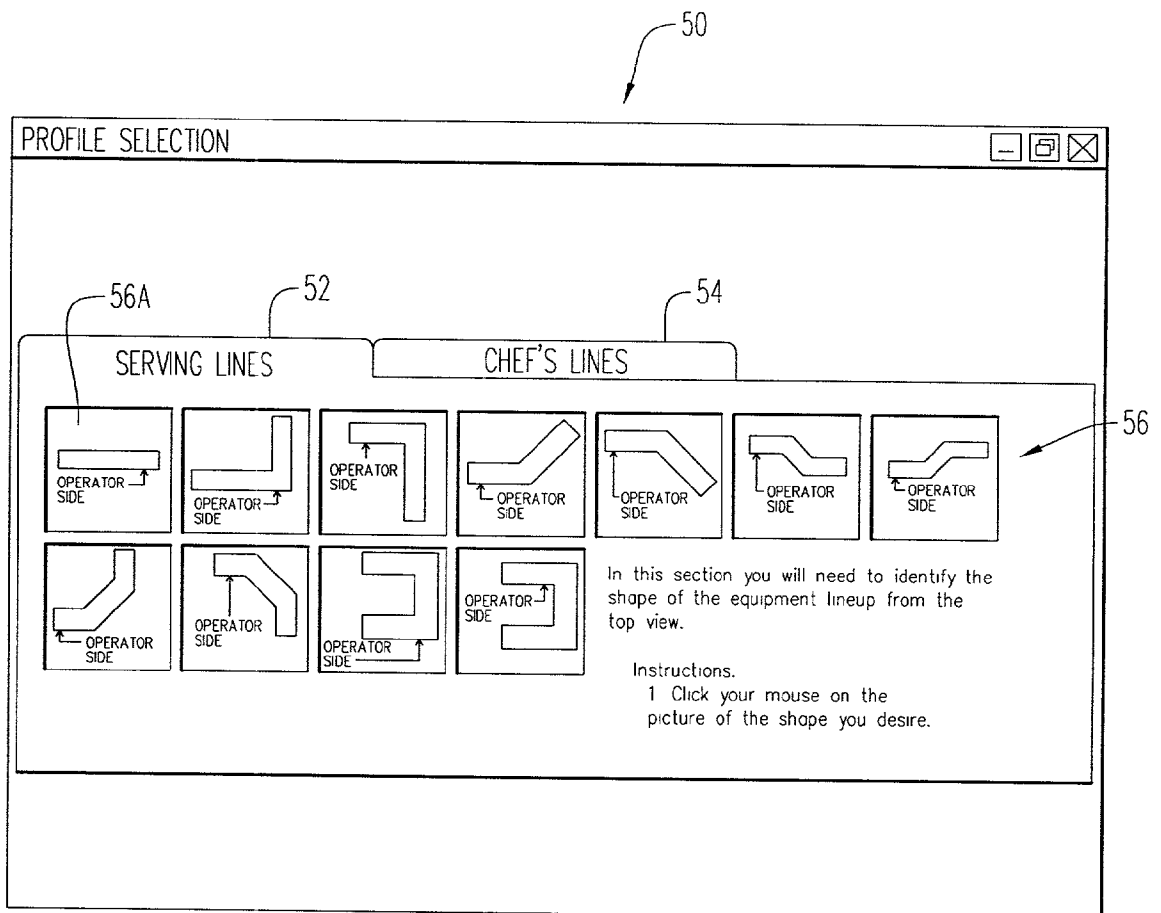 50
PROFILE SELECTION
56A
52
54
SERVING LINES
CHEF'S LINES
56
OPERATOR
SIDE
OPERATOR
SIDE
OPERATOR
SIDE
OPERATOR
SIDE
OPERATOR
SIDE
OPERATOR
SIDE
OPERATOR
SIDE
OPERATOR
SIDE
OPERATOR
SIDE
OPERATOR
SIDE
OPERATOR
SIDE
In this section you will need to identify the
shape of the equipment lineup from the
top view.
Instructions.
1 Click your mouse on the
picture of the shape you desire.